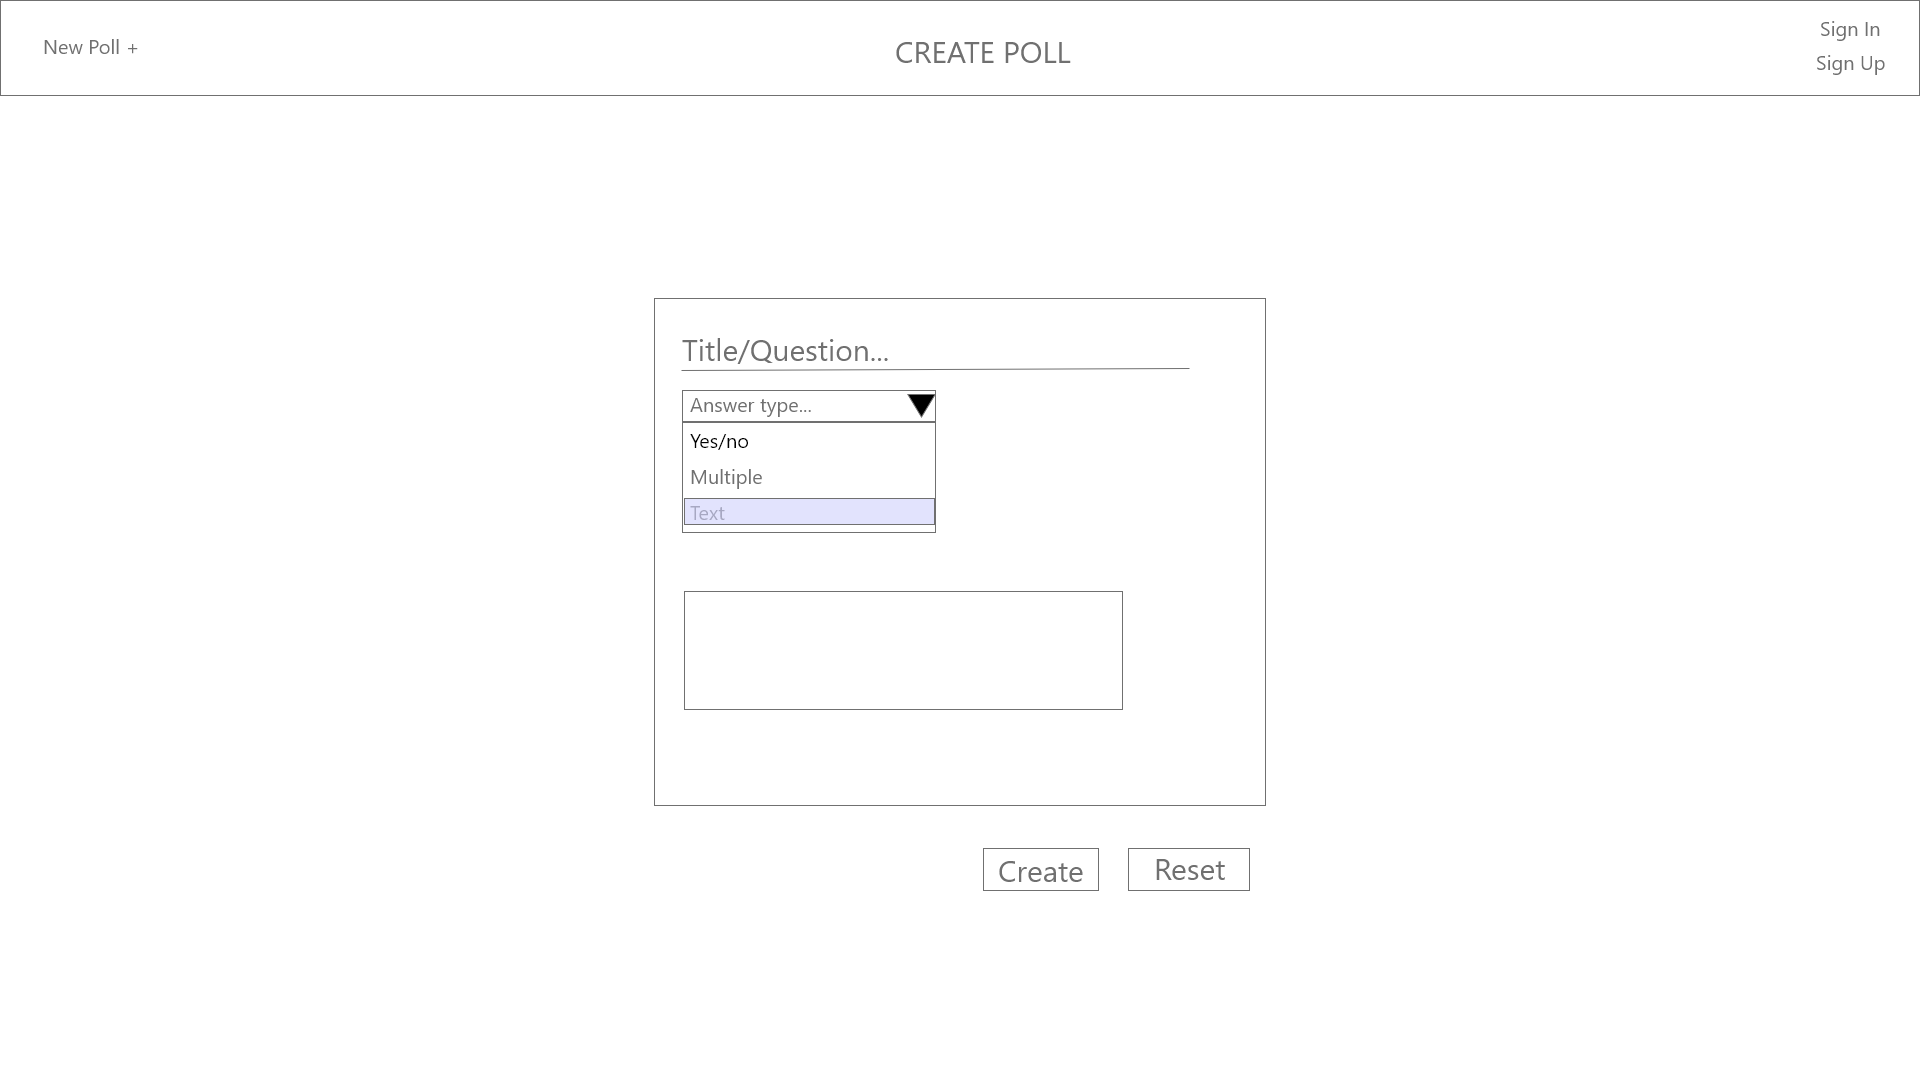 New Poll +
CREATE POLL
Sign In
Sign Up
Title/Question...
Answer type...
Yes/no
Multiple
Text
Create
Reset